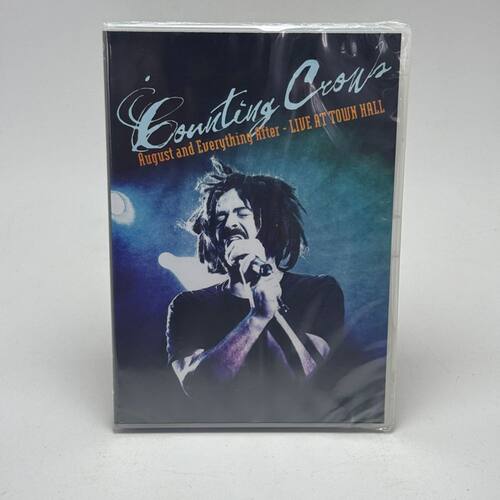 Counting Crows
August and Everything After - LIVE AT TOWN HALL